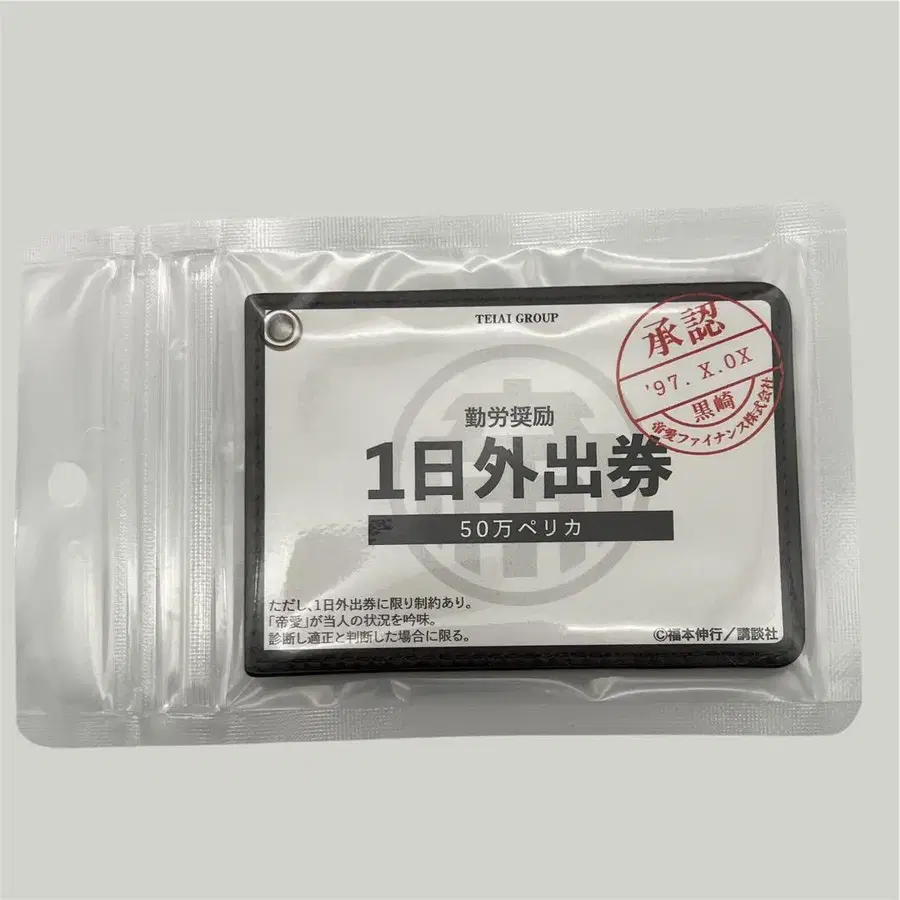 TEIAI GROUP
承認
'97. X.0X
黒崎
帝愛ファイナンス株式会社
勤労奨励
1日外出券
50万ペリカ
ただし、1日外出券に限り制約あり。
「帝愛」が当人の状況を吟味。
診断し適正と判断した場合に限る。
©福本伸行／講談社